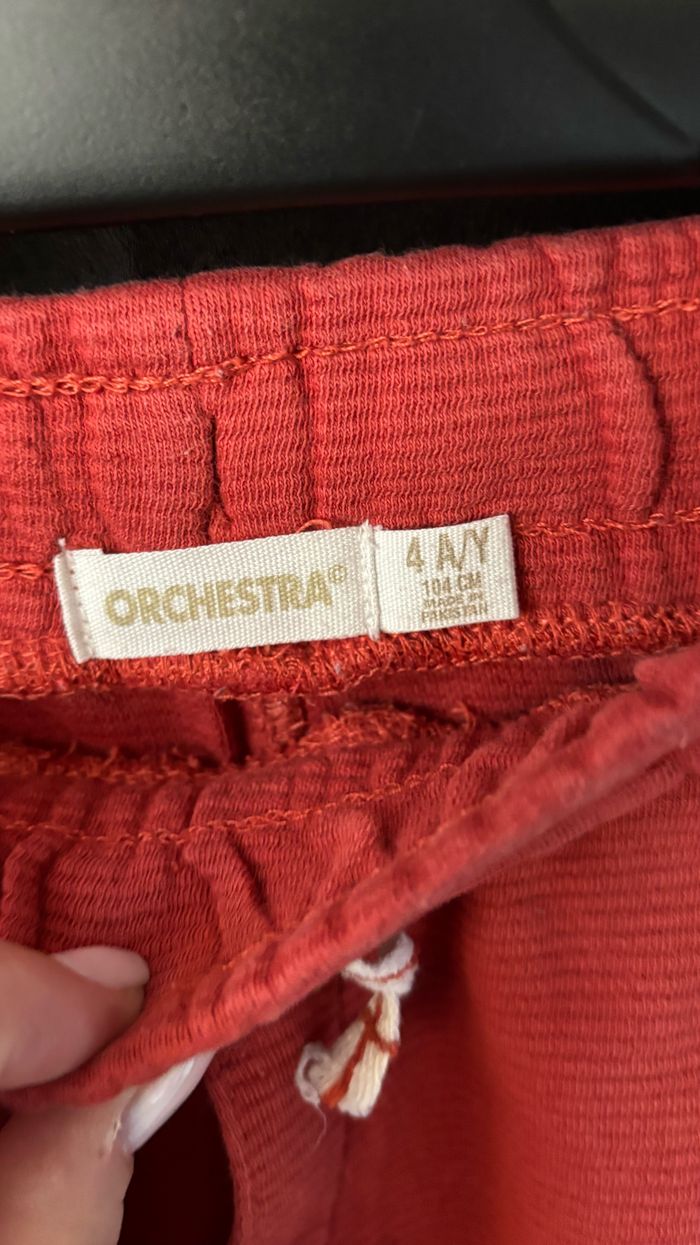 ORCHESTRA©
4 A/Y
104 CM
MADE IN
PAKISTAN